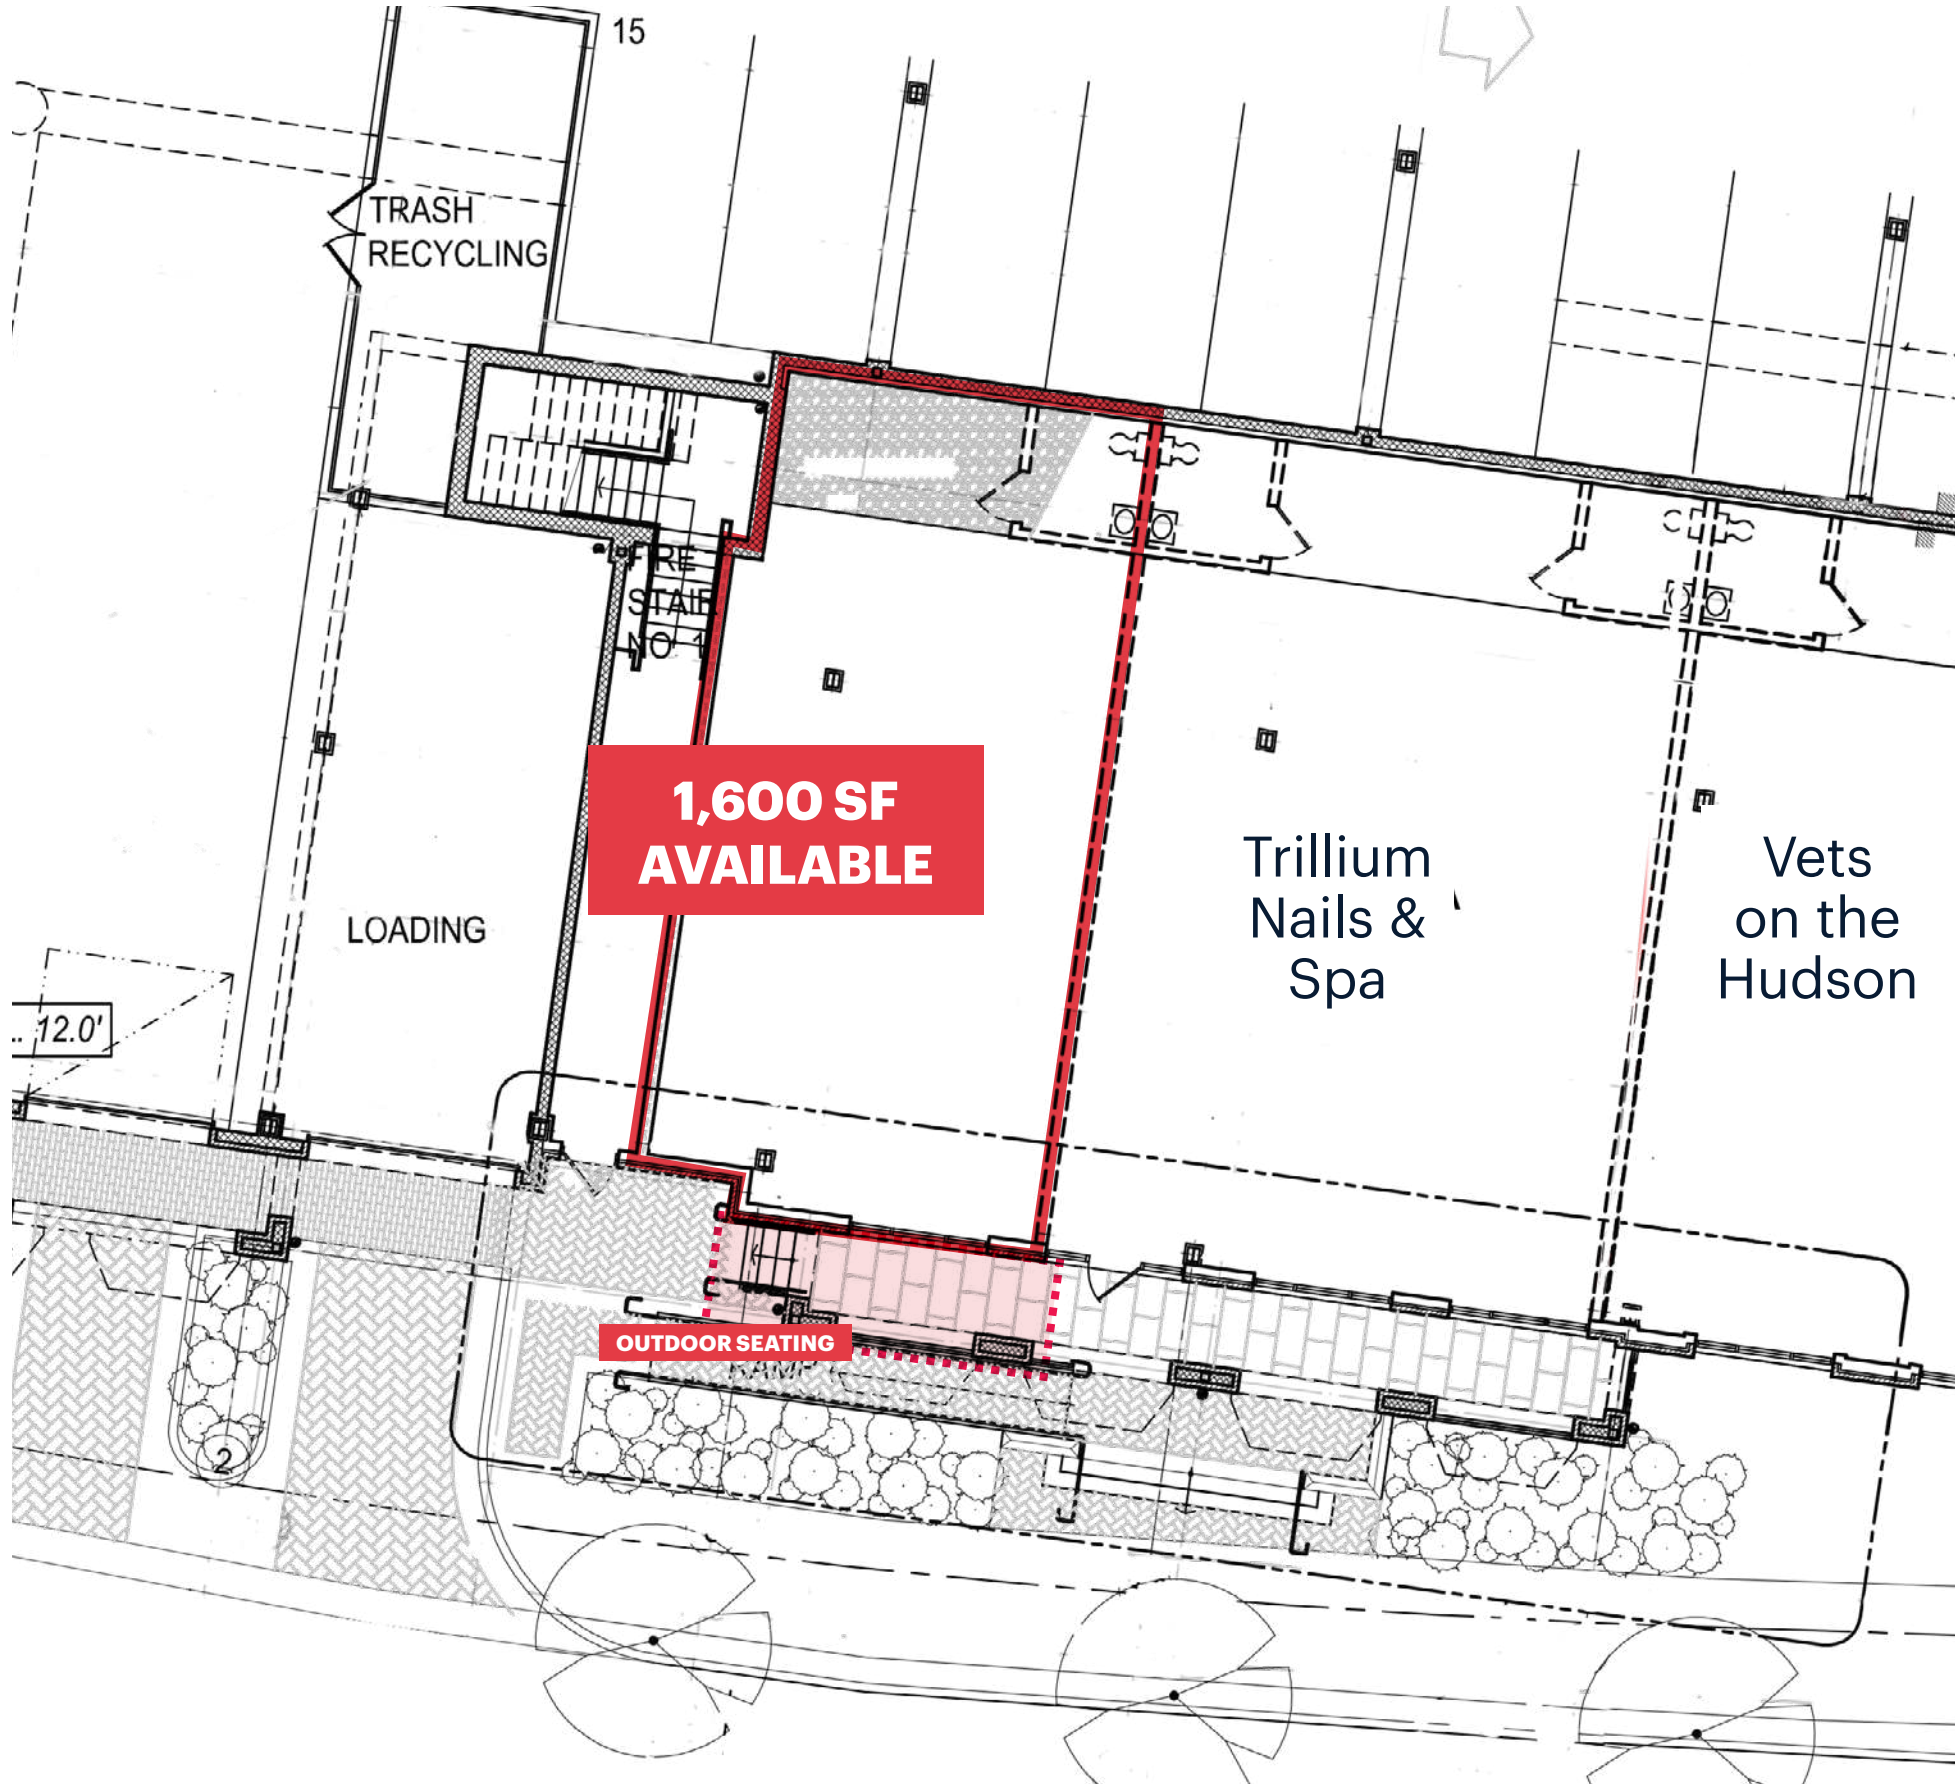 15
TRASH
RECYCLING
FIRE
STAIR
NO 1
1,600 SF
AVAILABLE
Trillium
Nails &
Spa
Vets
on the
Hudson
LOADING
.. 12.0'
OUTDOOR SEATING
2